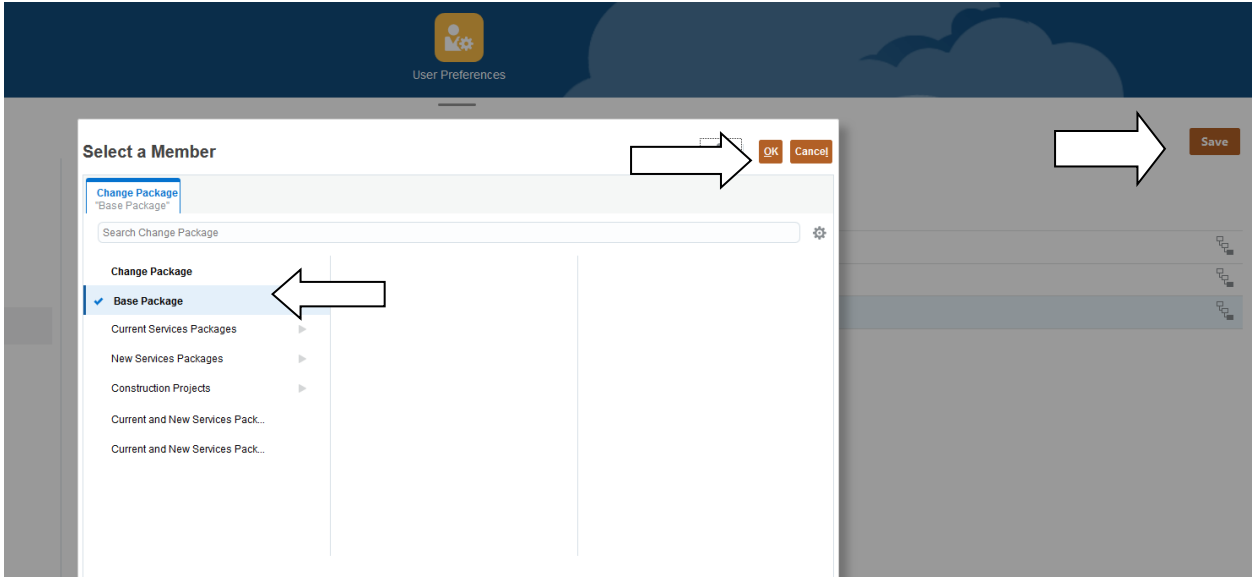 User Preferences
Save
Select a Member
OK
Cancel
Change Package
"Base Package"
Search Change Package
Change Package
Base Package
Current Services Packages
New Services Packages
Construction Projects
Current and New Services Pack...
Current and New Services Pack...